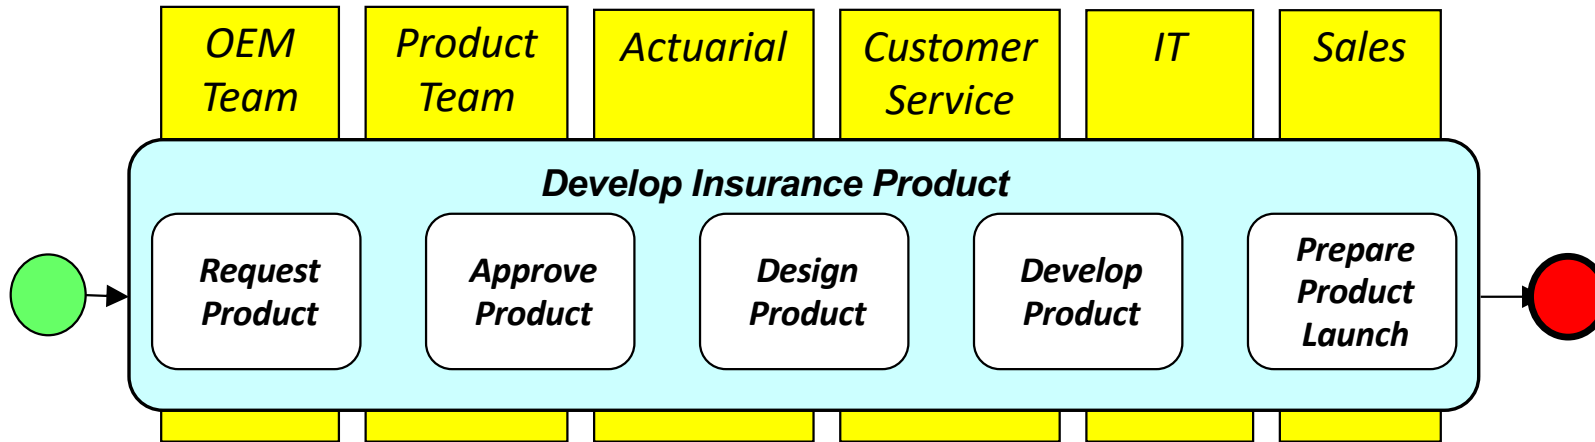 OEM
Team
Product
Team
Actuarial
Customer
Service
IT
Sales
Develop Insurance Product
Request
Product
Approve
Product
Design
Product
Develop
Product
Prepare
Product
Launch